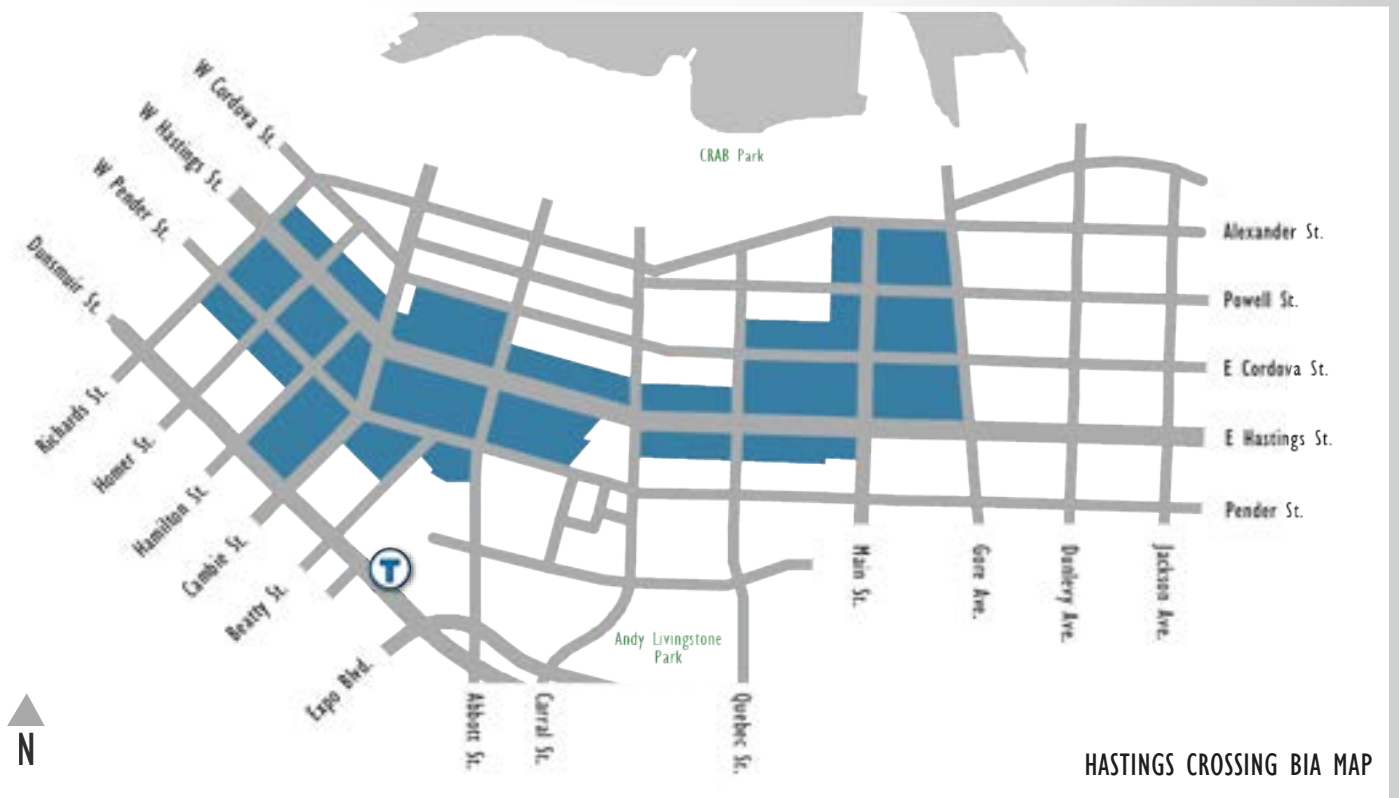 W Cordova St.
W Hastings St.
W Pender St.
Dunsmuir St.
CRAB Park
Alexander St.
Powell St.
E Cordova St.
E Hastings St.
Pender St.
Richards St.
Homer St.
Hamilton St.
Cambie St.
Beatty St.
Expo Blvd.
T
Andy Livingstone
Park
Abbott St.
Carral St.
Quebec St.
Main St.
Gore Ave.
Dunlevy Ave.
Jackson Ave.
N
HASTINGS CROSSING BIA MAP